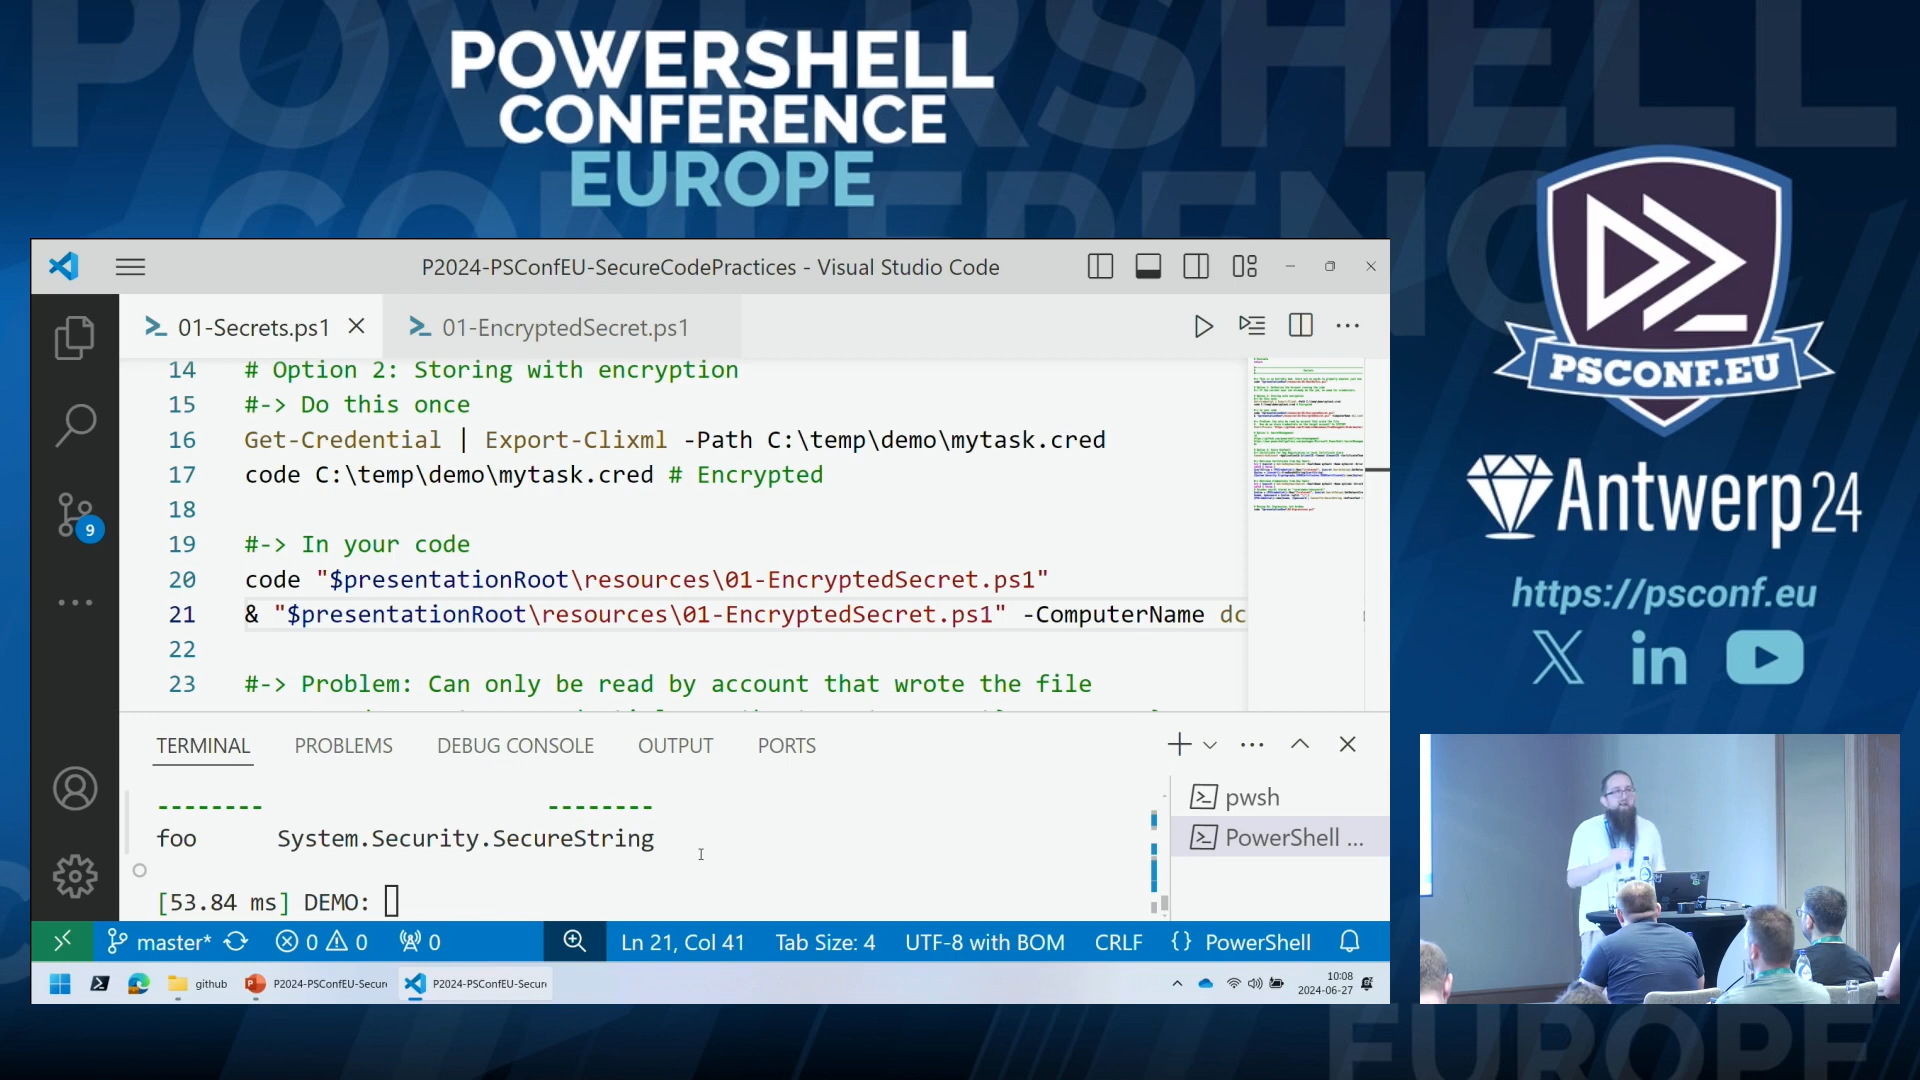 POWERSHELL
CONFERENCE
EUROPE
P2024-PSConfEU-SecureCodePractices - Visual Studio Code
01-Secrets.ps1
01-EncryptedSecret.ps1
14 # Option 2: Storing with encryption
15 #-> Do this once
16 Get-Credential | Export-Clixml -Path C:\temp\demo\mytask.cred
17 code C:\temp\demo\mytask.cred # Encrypted
18
19 #-> In your code
20 code "$presentationRoot\resources\01-EncryptedSecret.ps1"
21 & "$presentationRoot\resources\01-EncryptedSecret.ps1" -ComputerName dc
22
23 #-> Problem: Can only be read by account that wrote the file
9
TERMINAL PROBLEMS DEBUG CONSOLE OUTPUT PORTS
-------- --------
foo System.Security.SecureString
[53.84 ms] DEMO:
pwsh
PowerShell ...
master* 0 0 0 Ln 21, Col 41 Tab Size: 4 UTF-8 with BOM CRLF {} PowerShell
github P2024-PSConfEU-Secur P2024-PSConfEU-Secur
10:08
2024-06-27
PSCONF.EU
Antwerp 24
https://psconf.eu